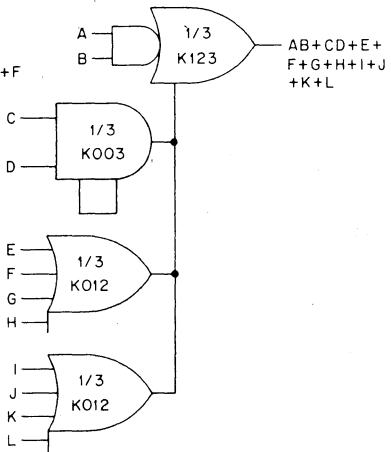 A
B
1/3
K123
AB+CD+E+
F+G+H+I+J
+K+L
+F
C
D
1/3
K003
E
F
G
H
1/3
K012
I
J
K
L
1/3
K012